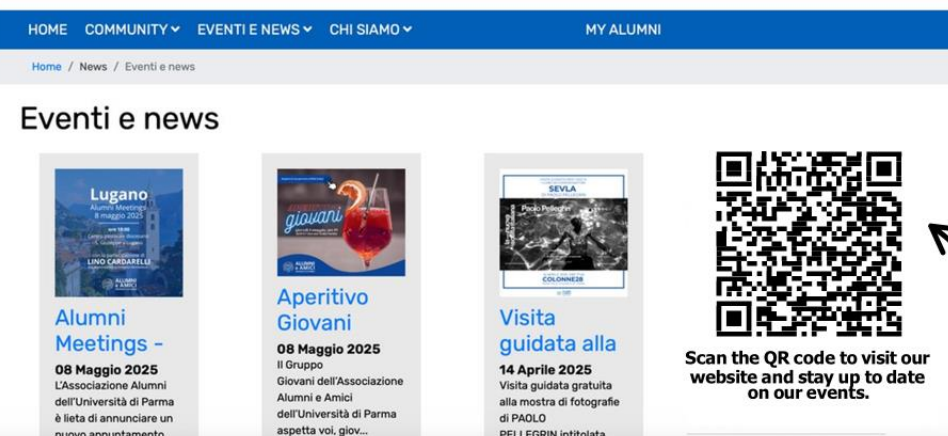 HOME COMMUNITY EVENTI E NEWS CHI SIAMO MY ALUMNI
Home / News / Eventi e news
Eventi e news
Lugano
Alumni Meetings
8 maggio 2025
ore 18:00
LINO CARDARELLI
ALUMNI
e AMICI
Alumni
Meetings -
08 Maggio 2025
L'Associazione Alumni
dell'Università di Parma
è lieta di annunciare un
nuovo appuntamento
giovani
ALUMNI
e AMICI
Aperitivo
Giovani
08 Maggio 2025
Il Gruppo
Giovani dell'Associazione
Alumni e Amici
dell'Università di Parma
aspetta voi, giov...
SEVLA
Paolo Pellegrin
COLONNE28
Visita
guidata alla
14 Aprile 2025
Visita guidata gratuita
alla mostra di fotografie
di PAOLO
PELLEGRIN intitolata
Scan the QR code to visit our
website and stay up to date
on our events.